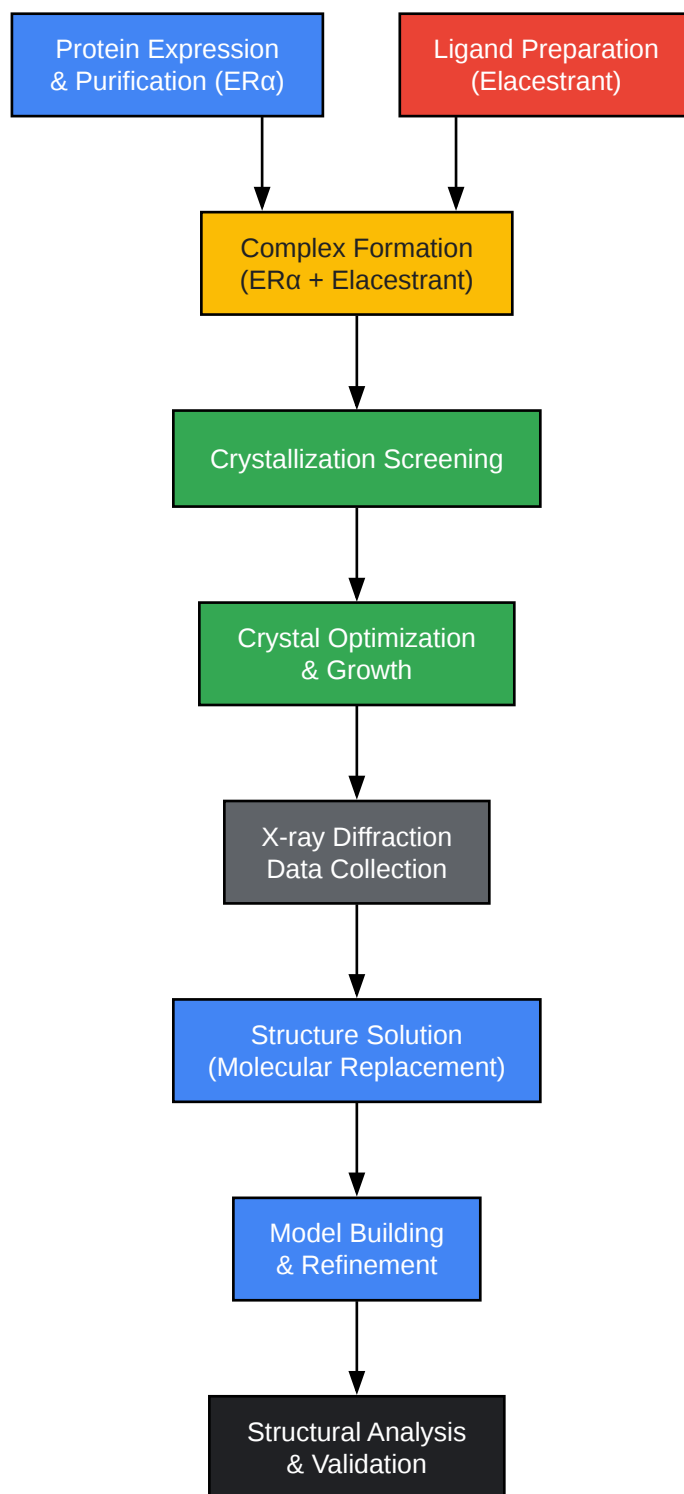 Protein Expression
& Purification (ERα)
Ligand Preparation
(Elacestrant)
Complex Formation
(ERα + Elacestrant)
Crystallization Screening
Crystal Optimization
& Growth
X-ray Diffraction
Data Collection
Structure Solution
(Molecular Replacement)
Model Building
& Refinement
Structural Analysis
& Validation